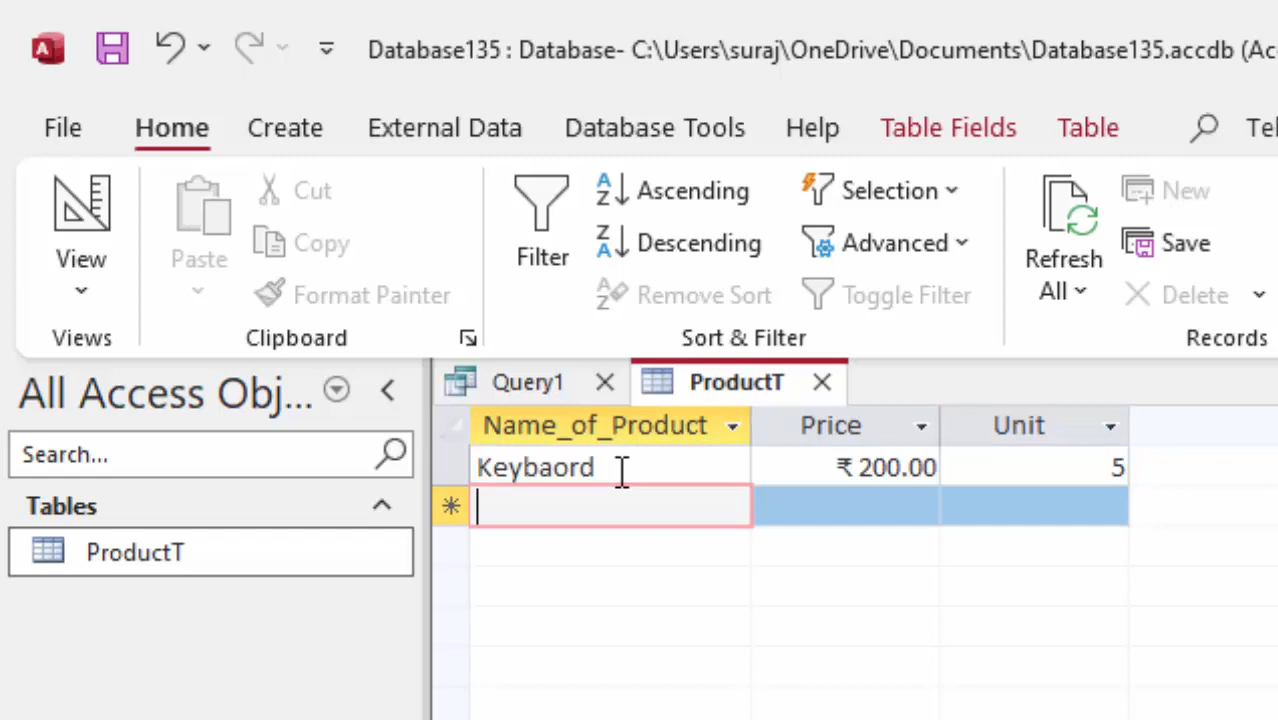 Database135 : Database- C:\Users\suraj\OneDrive\Documents\Database135.accdb (Ac
File Home Create External Data Database Tools Help Table Fields Table Tel
View
Views
Paste
Cut
Copy
Format Painter
Clipboard
Filter
Ascending
Descending
Remove Sort
Selection
Advanced
Toggle Filter
Sort & Filter
Refresh
All
New
Save
Delete
Records
All Access Obj...
Search...
Tables
ProductT
Query1 ProductT
Name_of_Product Price Unit
Keybaord ₹ 200.00 5